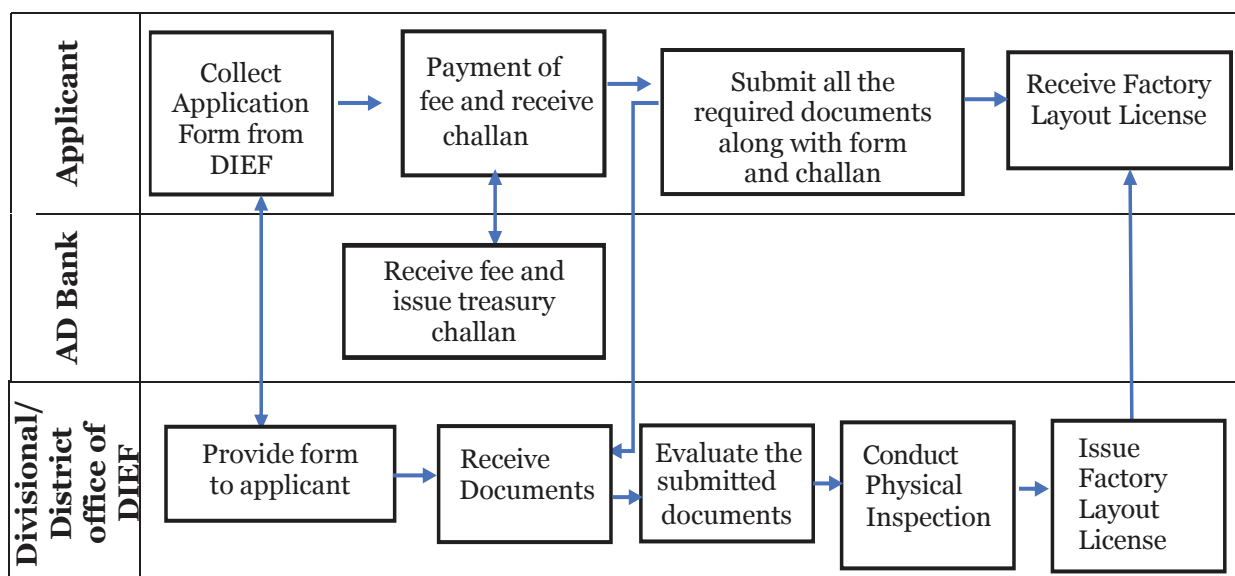 Applicant
Collect
Application
Form from
DIEF
Payment of
fee and receive
challan
Submit all the
required documents
along with form
and challan
Receive Factory
Layout License
AD Bank
Receive fee and
issue treasury
challan
Divisional/
District
office of
DIEF
Provide form
to applicant
Receive
Documents
Evaluate the
submitted
documents
Conduct
Physical
Inspection
Issue
Factory
Layout
License